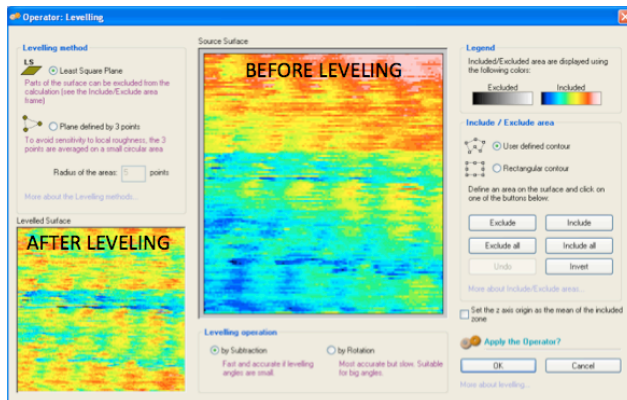 Operator: Levelling
Levelling method
LS
Least Square Plane
Parts of the surface can be excluded from the
calculation (see the Include/Exclude area
frame)
Plane defined by 3 points
To avoid sensitivity to local roughness, the 3
points are averaged on a small circular area
Radius of the areas: 5 points
More about the Levelling methods...
Levelled Surface
AFTER LEVELING
Source Surface
BEFORE LEVELING
Levelling operation
by Subtraction
Fast and accurate if levelling
angles are small.
by Rotation
Most accurate but slow. Suitable
for big angles.
Legend
Included/Excluded area are displayed using
the following colors:
Excluded Included
Include / Exclude area
User defined contour
Rectangular contour
Define an area on the surface and click on
one of the buttons below:
Exclude Include
Exclude all Include all
Undo Invert
More about Include/Exclude areas...
Set the z axis origin as the mean of the included
zone
Apply the Operator?
OK Cancel
More about levelling...